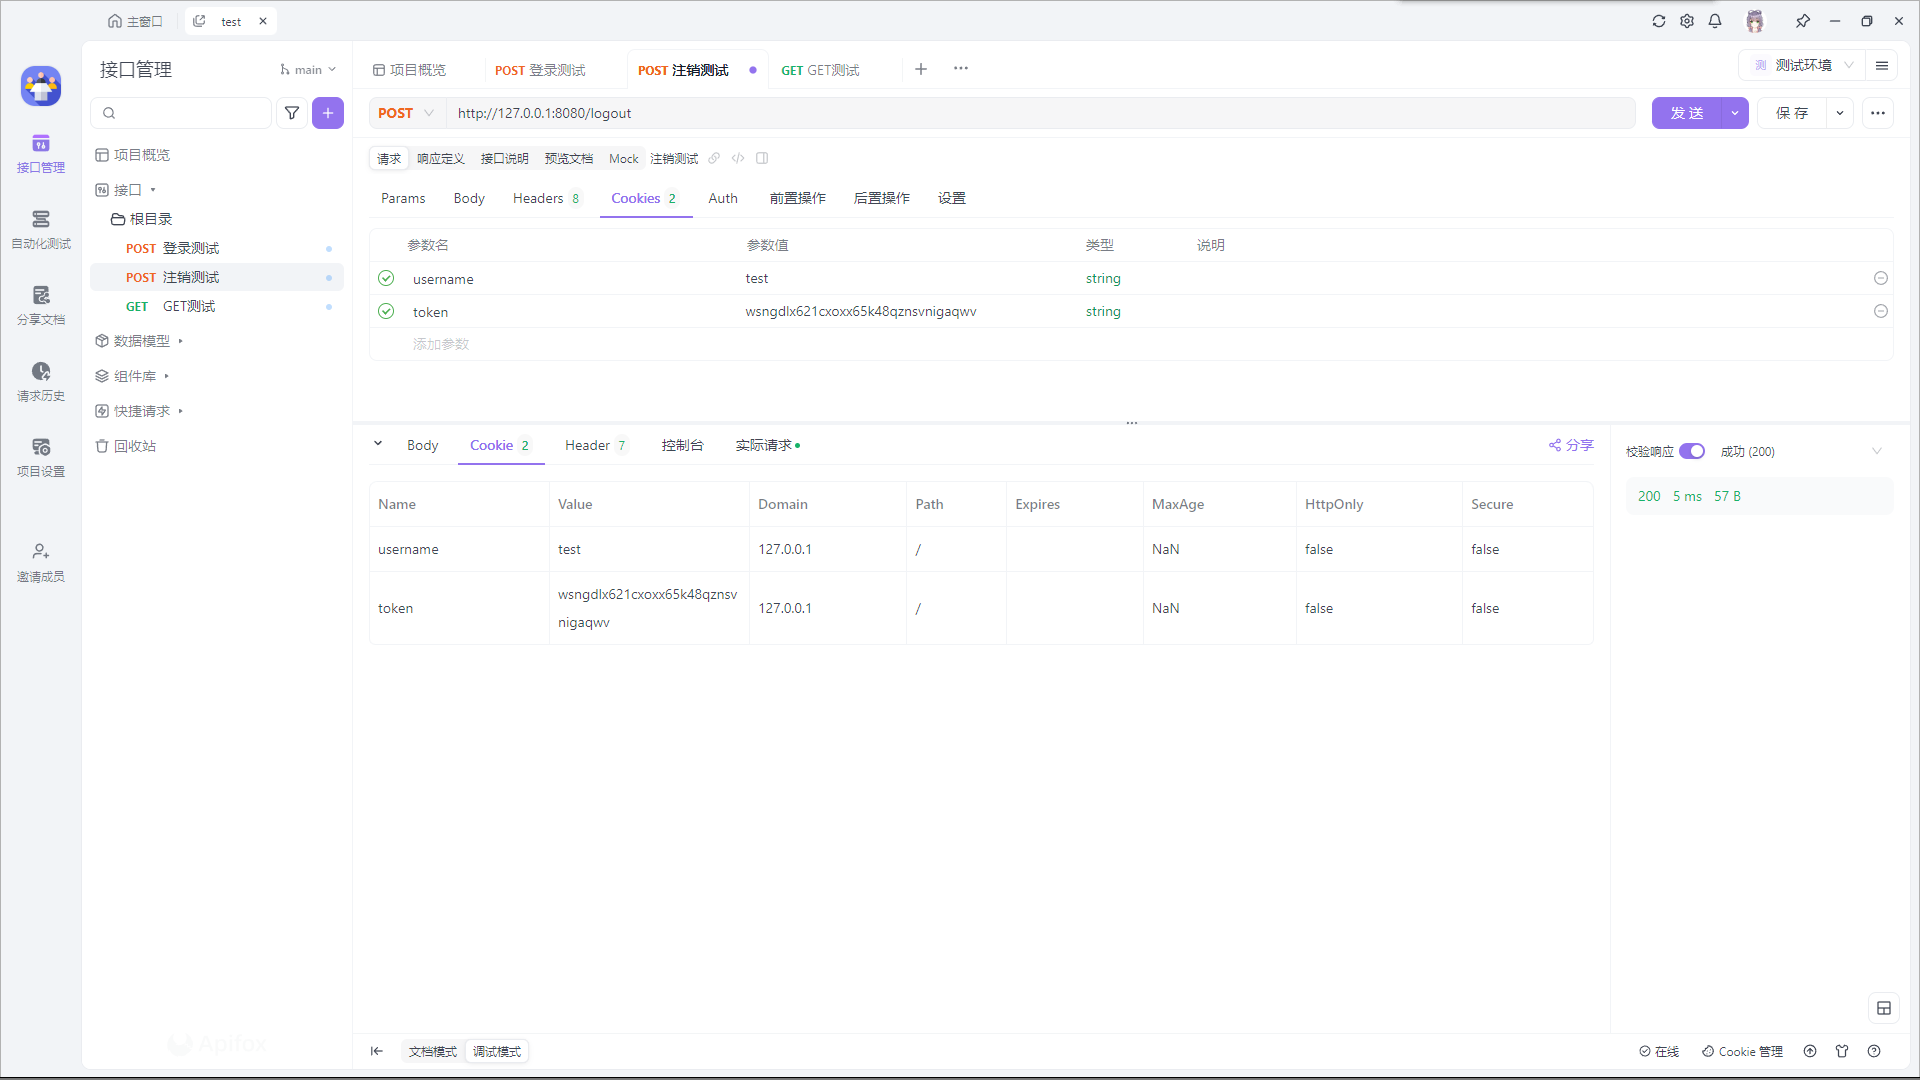 主窗口
test
接口管理
main
项目概览
POST 登录测试
POST 注销测试
GET GET测试
测 测试环境
POST
http://127.0.0.1:8080/logout
发 送
保 存
接口管理
自动化测试
分享文档
请求历史
项目设置
邀请成员
项目概览
接口
根目录
POST 登录测试
POST 注销测试
GET GET测试
数据模型
组件库
快捷请求
回收站
请求 响应定义 接口说明 预览文档 Mock 注销测试
Params Body Headers 8 Cookies 2 Auth 前置操作 后置操作 设置
参数名 参数值 类型 说明
username test string
token wsngdlx621cxoxx65k48qznsvnigaqwv string
添加参数
Body Cookie 2 Header 7 控制台 实际请求
分享
校验响应 成功 (200)
200 5 ms 57 B
Name Value Domain Path Expires MaxAge HttpOnly Secure
username test 127.0.0.1 / NaN false false
token wsngdlx621cxoxx65k48qznsv 127.0.0.1 / NaN false false
nigaqwv
Apifox
文档模式 调试模式
在线 Cookie 管理